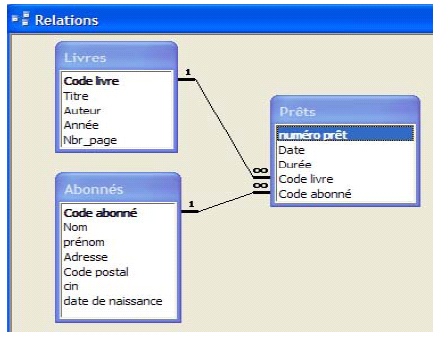 Relations
Livres
Code livre
Titre
Auteur
Année
Nbr_page
1
Prêts
numéro prêt
Date
Durée
Code livre
Code abonné
∞
∞
Abonnés
Code abonné
Nom
prénom
Adresse
Code postal
cin
date de naissance
1